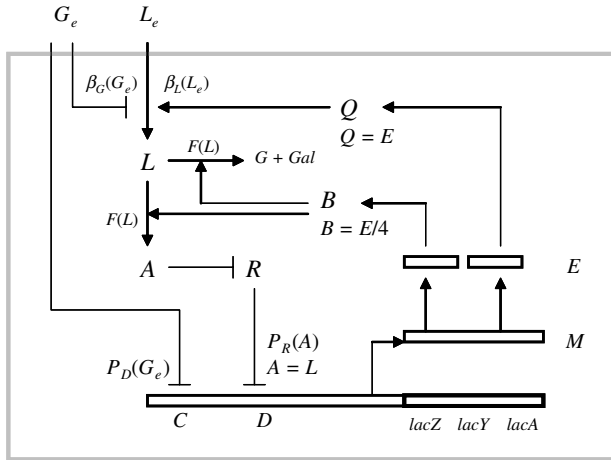 G_e L_e
β_G(G_e) β_L(L_e) Q
Q = E
F(L)
L G + Gal
B
F(L) B = E/4
A R E
P_R(A) M
P_D(G_e) A = L
C D lacZ lacY lacA